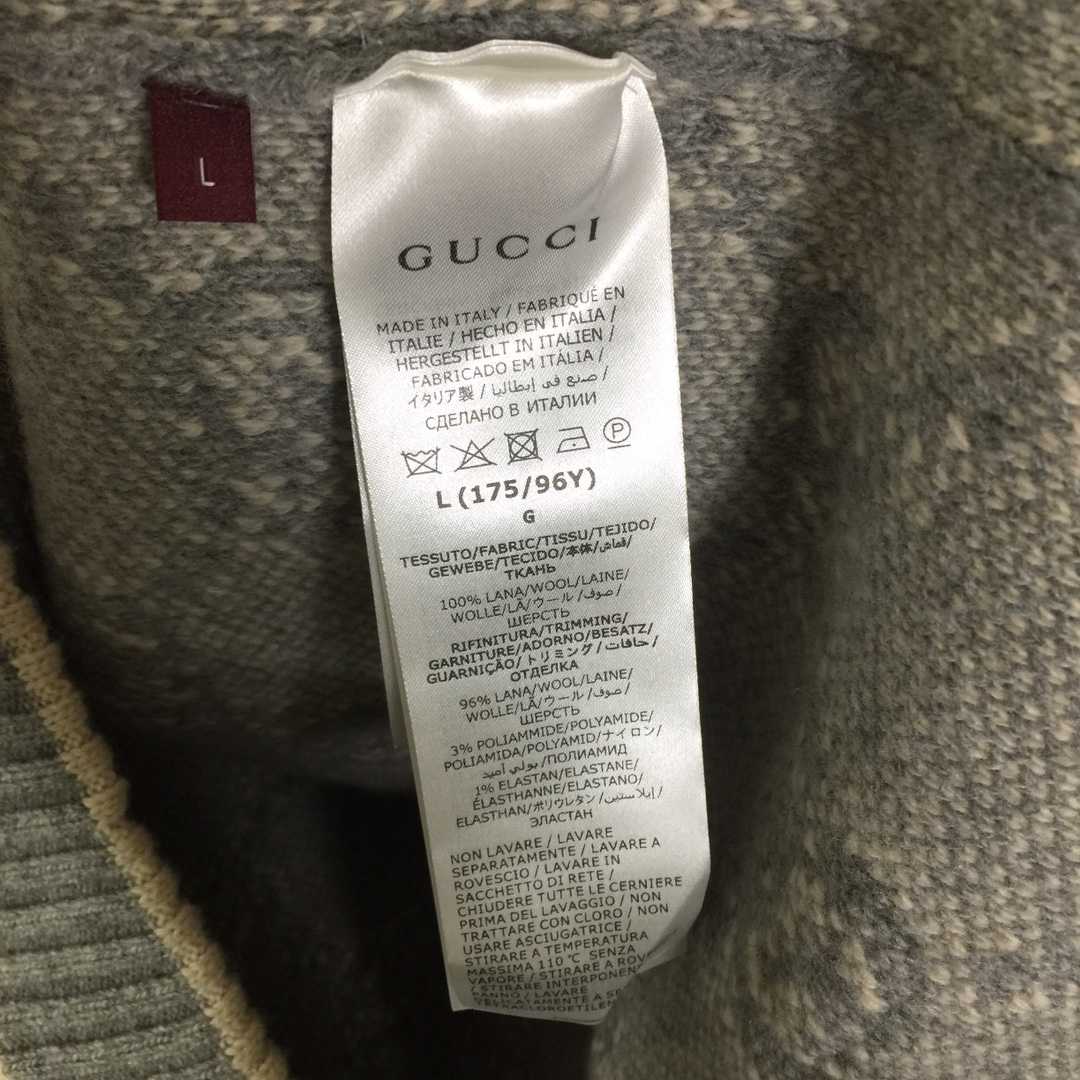 L
GUCCI
MADE IN ITALY / FABRIQUÉ EN
ITALIE / HECHO EN ITALIA /
HERGESTELLT IN ITALIEN /
FABRICADO EM ITÁLIA /
イタリア製 / صنع في إيطاليا /
СДЕЛАНО В ИТАЛИИ
P
L (175/96Y)
G
TESSUTO/FABRIC/TISSU/TEJIDO/
GEWEBE/TECIDO/本体/قماش/
ТКАНЬ
100% LANA/WOOL/LAINE/
WOLLE/LÃ/ウール /صوف/
ШЕРСТЬ
RIFINITURA/TRIMMING/
GARNITURE/ADORNO/BESATZ/
GUARNIÇÃO/トリミング /حافات/
ОТДЕЛКА
96% LANA/WOOL/LAINE/
WOLLE/LÃ/ウール /صوف/
ШЕРСТЬ
3% POLIAMMIDE/POLYAMIDE/
POLIAMIDA/POLYAMID/ナイロン/
بولي أميد/ПОЛИАМИД
1% ELASTAN/ELASTANE/
ÉLASTHANNE/ELASTANO/
ELASTHAN/ポリウレタン /إيلاستين/
ЭЛАСТАН
NON LAVARE / LAVARE
SEPARATAMENTE / LAVARE A
ROVESCIO / LAVARE IN
SACCHETTO DI RETE /
CHIUDERE TUTTE LE CERNIERE
PRIMA DEL LAVAGGIO / NON
TRATTARE CON CLORO / NON
USARE ASCIUGATRICE /
STIRARE A TEMPERATURA
MASSIMA 110 °C SENZA
VAPORE / STIRARE A
/ STIRARE
PANNO / LAVARE
DELICATAMENTE A